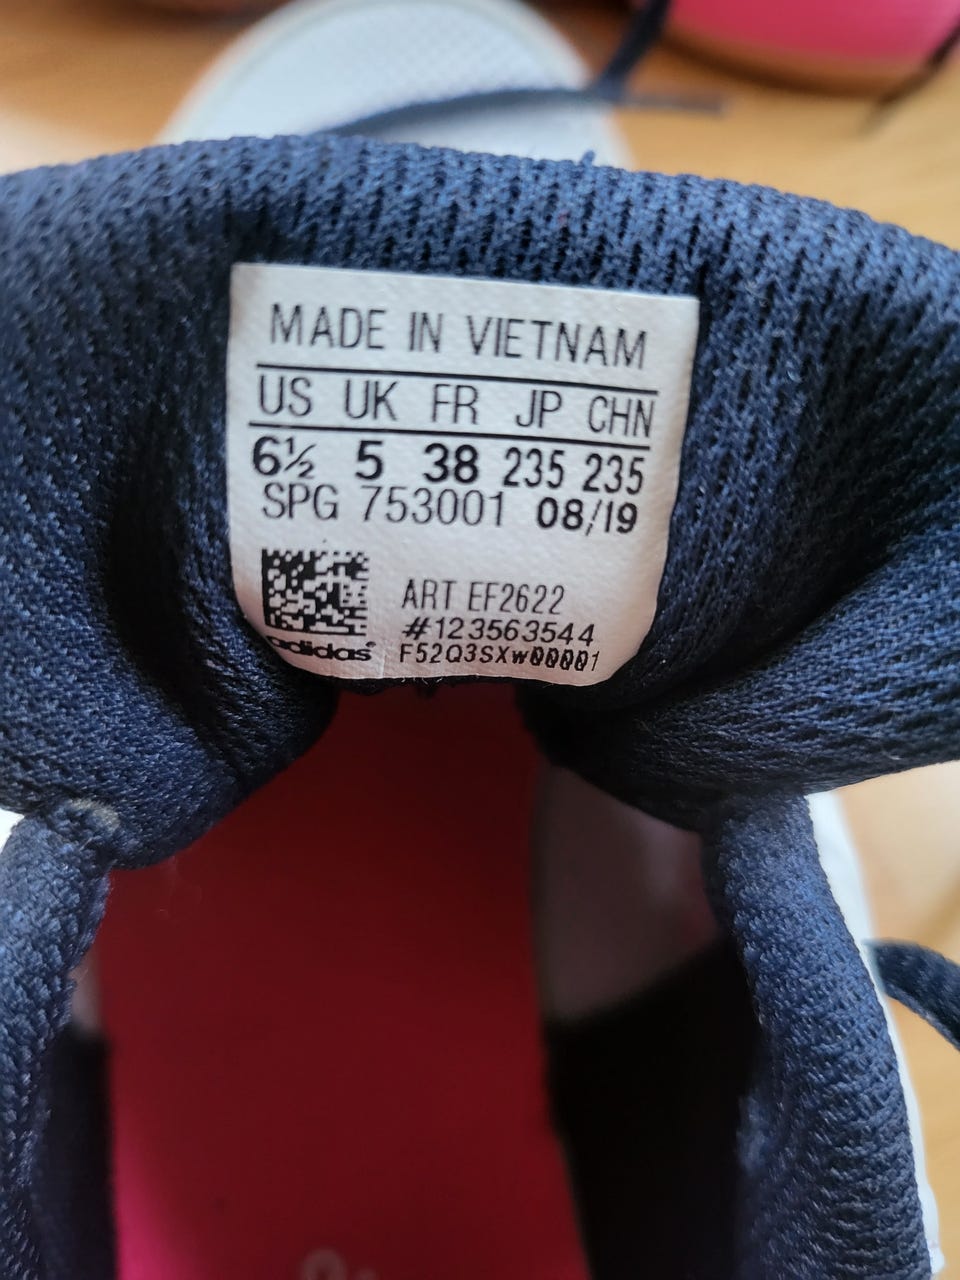 MADE IN VIETNAM
US UK FR JP CHN
6½ 5 38 235 235
SPG 753001 08/19
ART EF2622
#123563544
adidas® F52Q3SXw00001